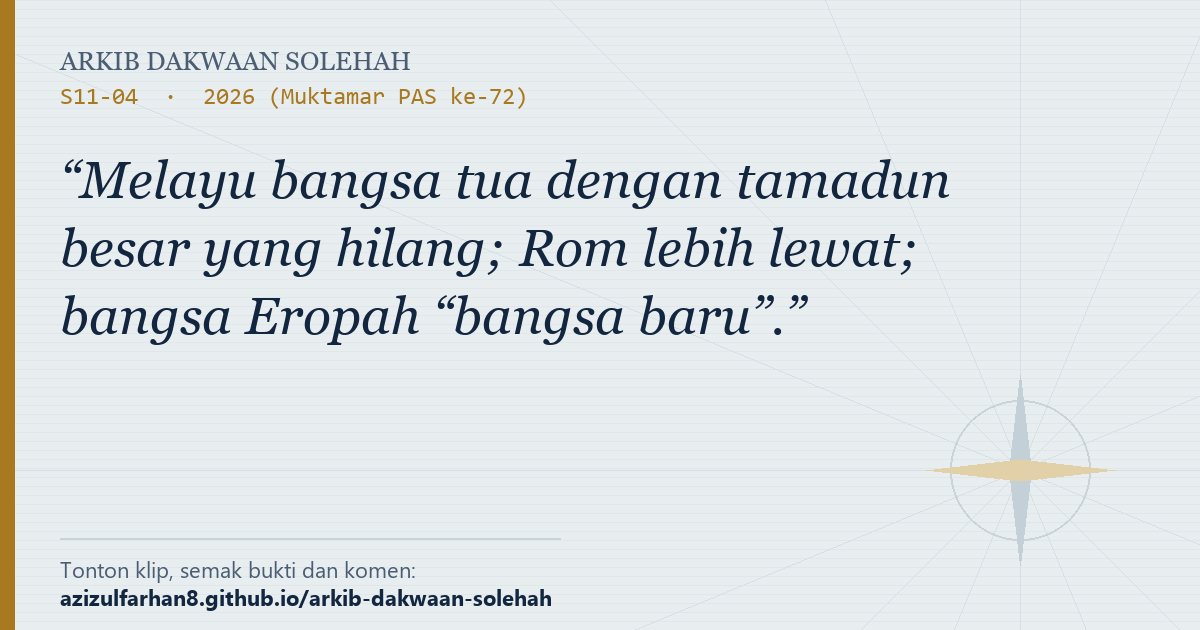 ARKIB DAKWAAN SOLEHAH
S11-04 · 2026 (Muktamar PAS ke-72)
“Melayu bangsa tua dengan tamadun
besar yang hilang; Rom lebih lewat;
bangsa Eropah “bangsa baru”.”
Tonton klip, semak bukti dan komen:
azizulfarhan8.github.io/arkib-dakwaan-solehah